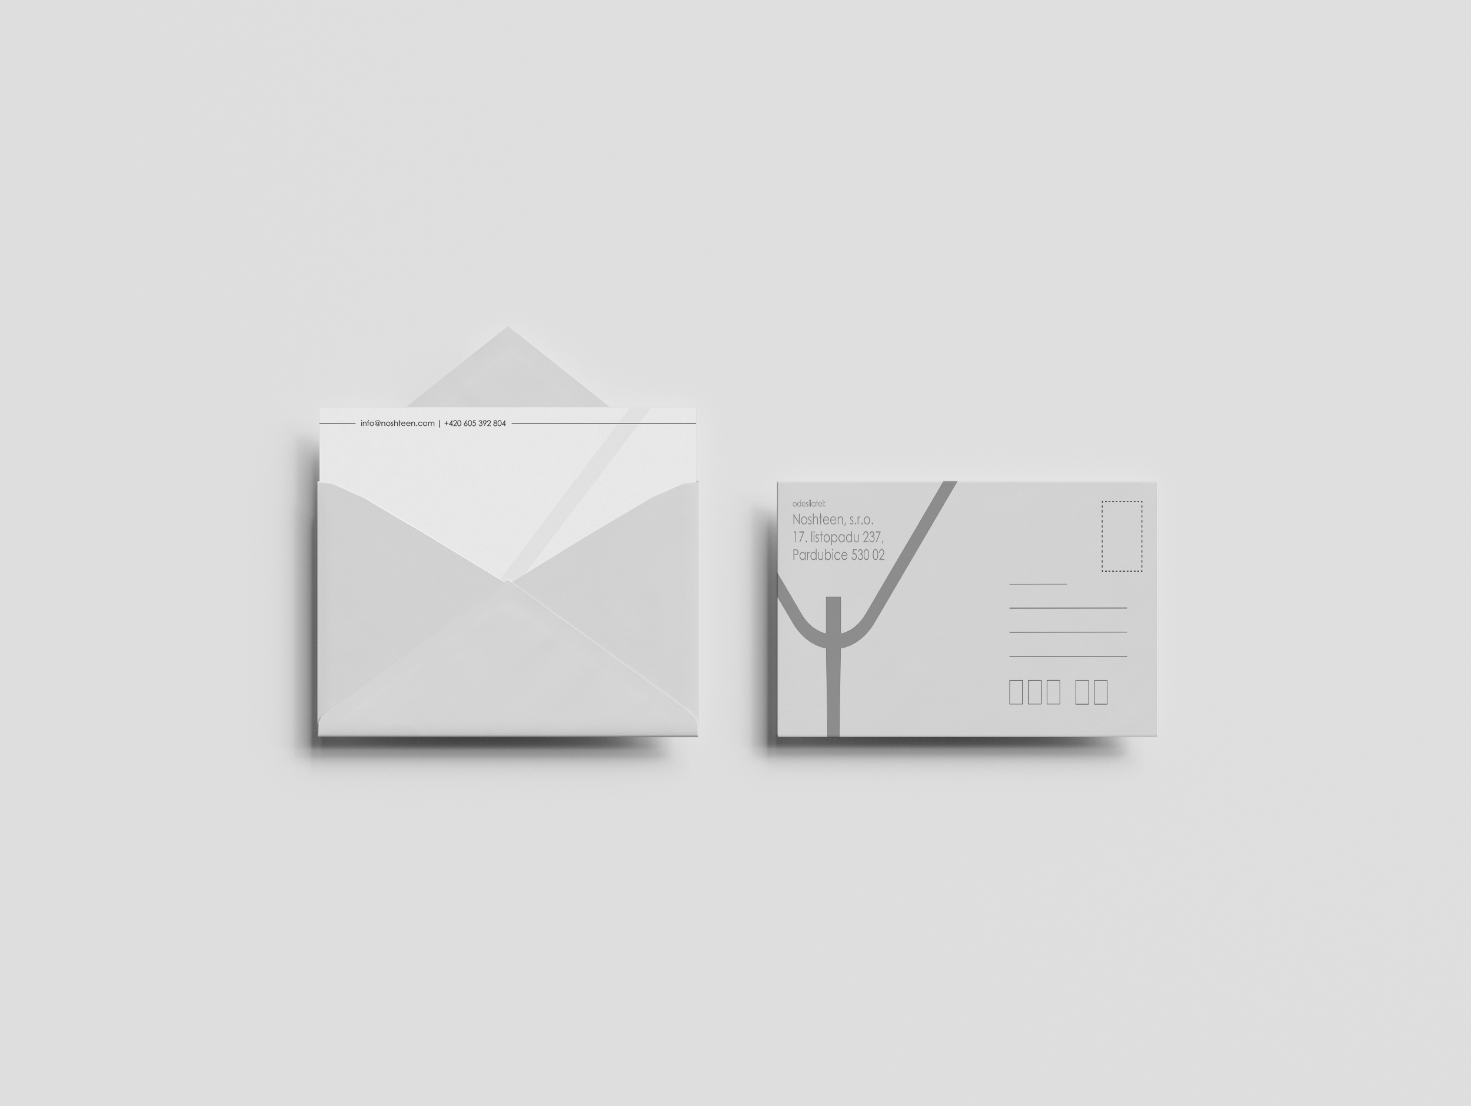 info@noshteen.com | +420 605 392 804
odesílatel:
Noshteen, s.r.o.
17. listopadu 237,
Pardubice 530 02